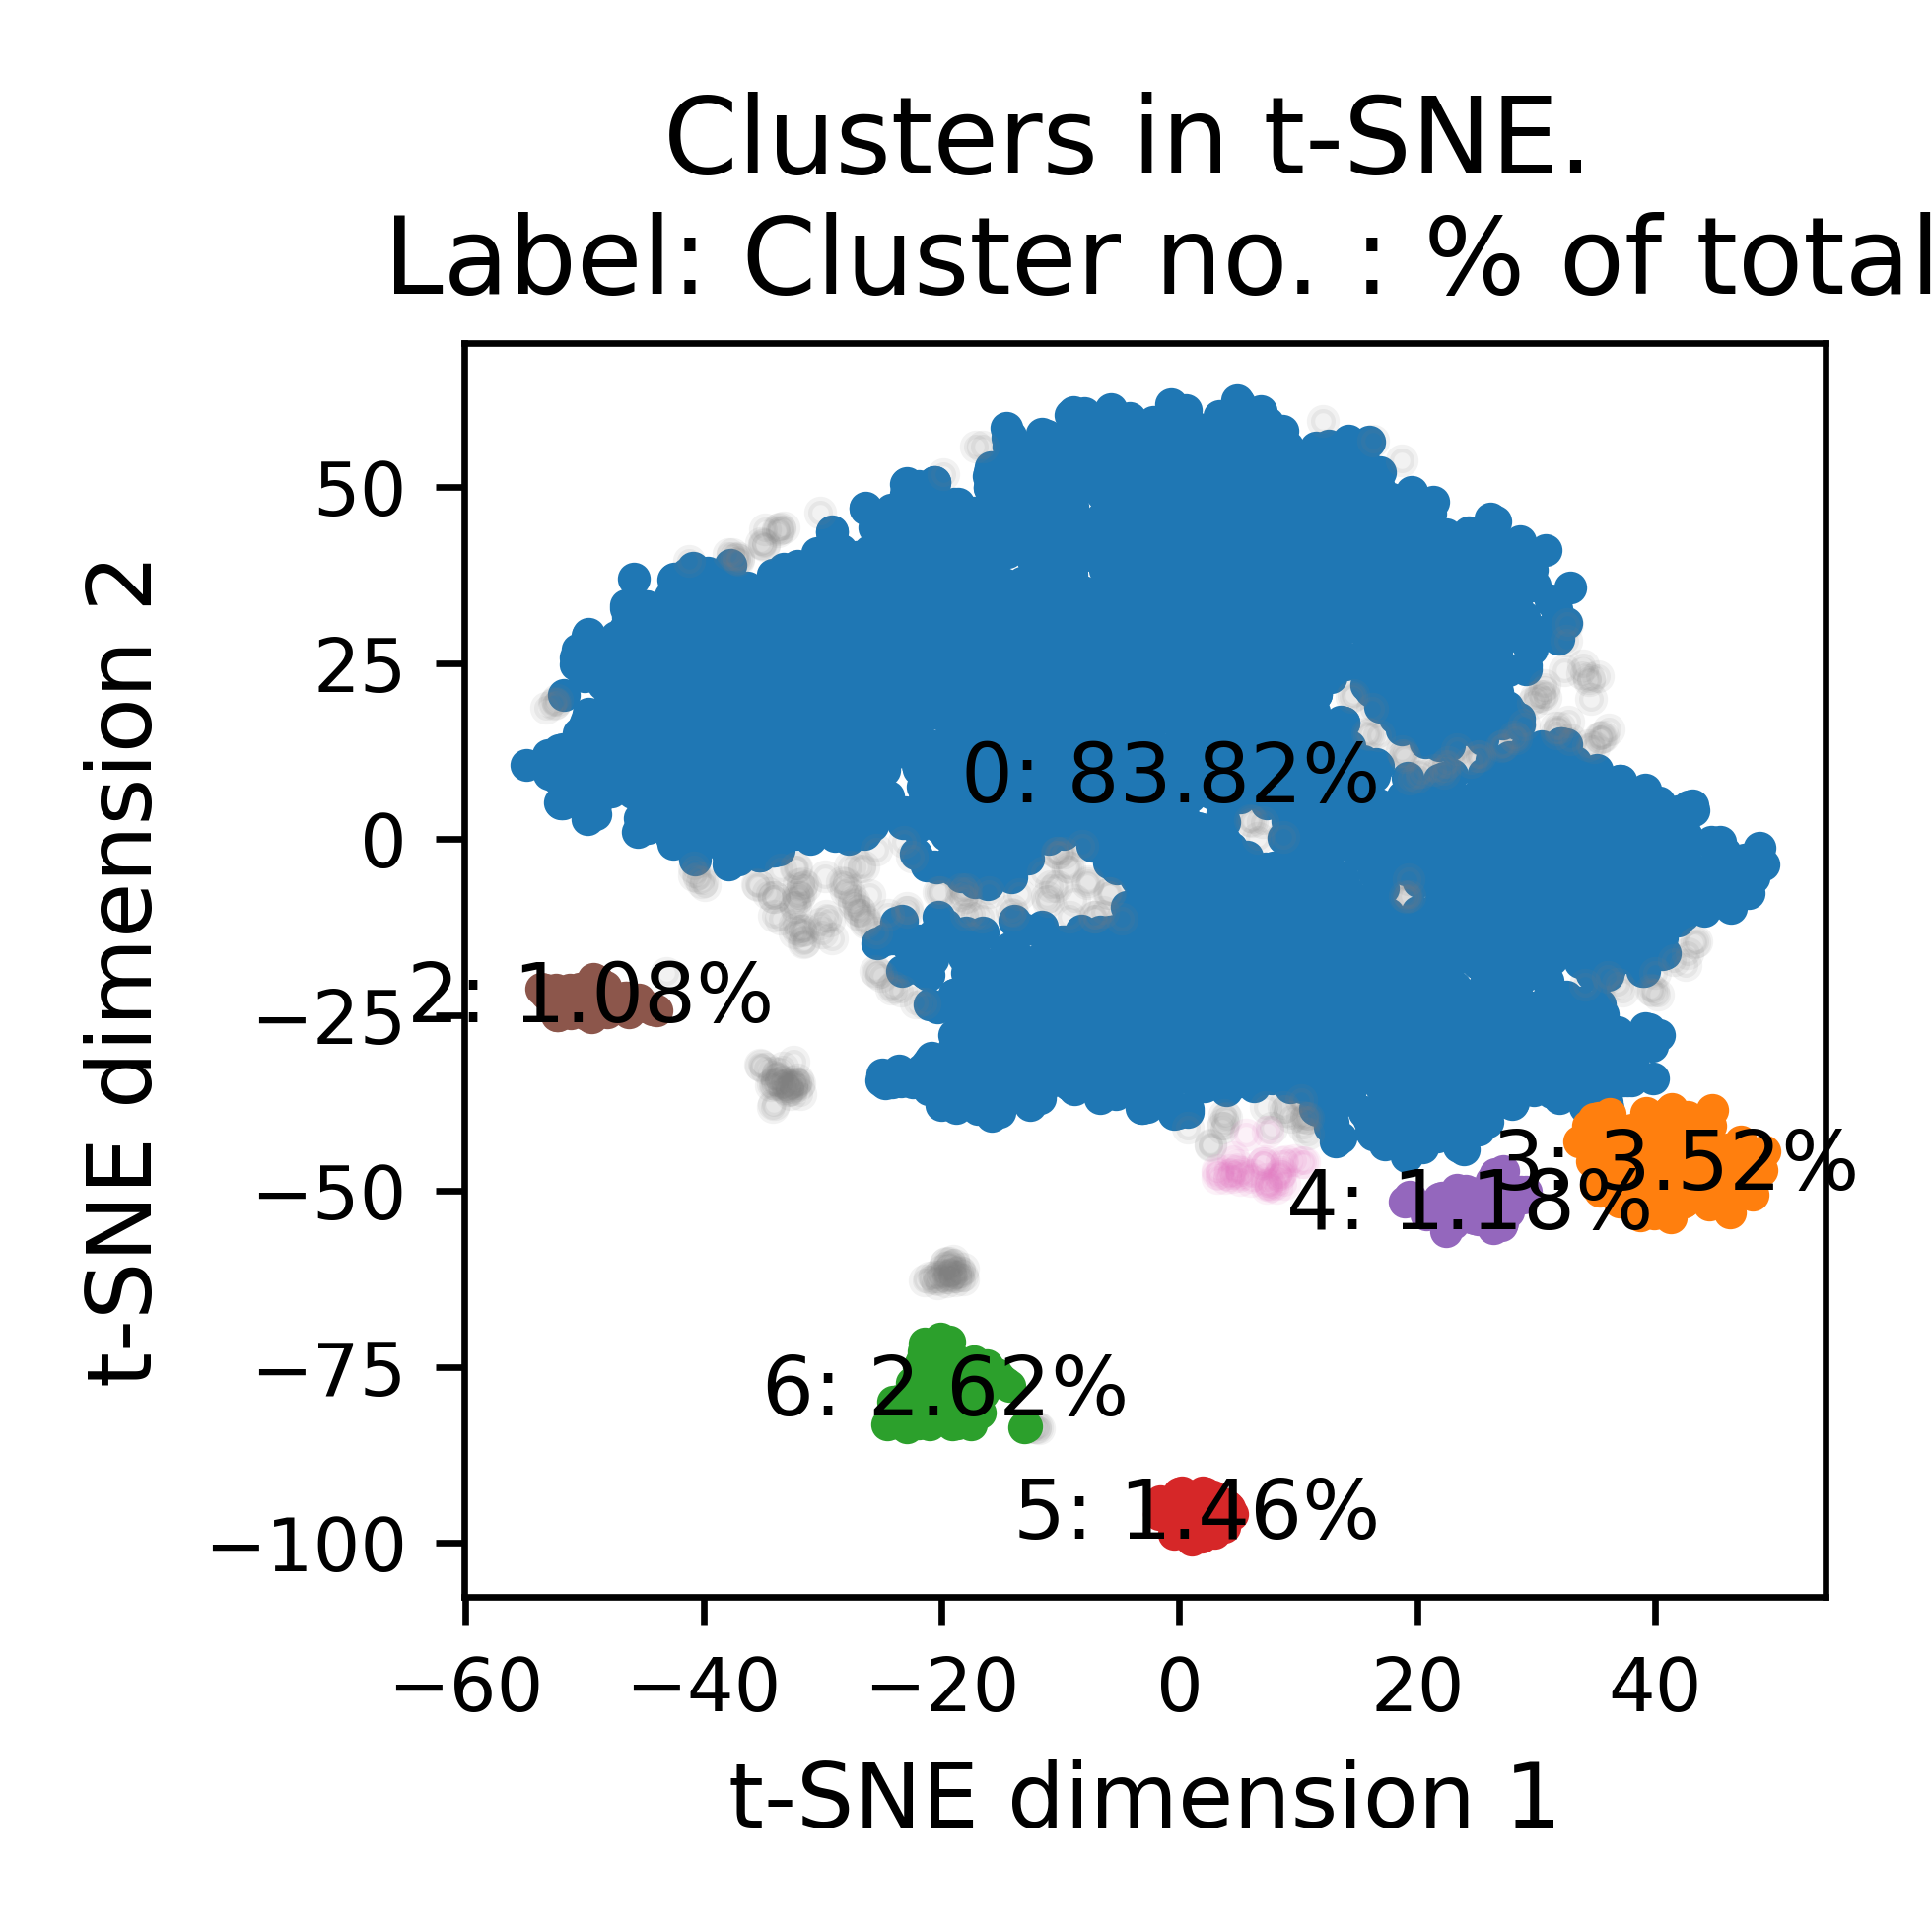 Clusters in t-SNE.
Label: Cluster no. : % of total
t-SNE dimension 2
50
25
0
−25
−50
−75
−100
0: 83.82%
2: 1.08%
3: 3.52%
4: 1.18%
6: 2.62%
5: 1.46%
−60 −40 −20 0 20 40
t-SNE dimension 1